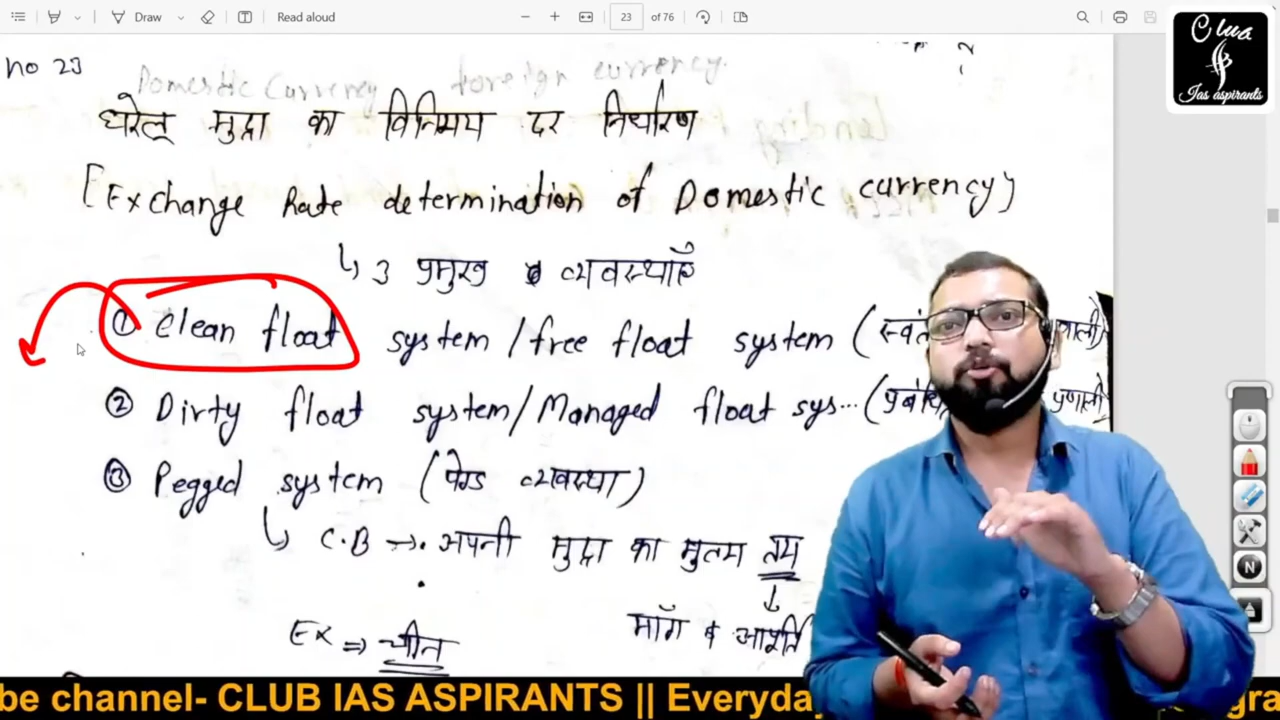 Draw
Read aloud
23 of 76
Club
Ias aspirants
no 23
Domestic Currency foreign currency.
घरेलू मुद्रा का विनिमय दर निर्धारण
[Exchange Rate determination of Domestic currency)
↳ 3 प्रमुख व्यवस्थाएँ
① Clean float system / free float system (
② Dirty float system / Managed float sys... (
③ Pegged system (पेग्ड व्यवस्था)
↳ C.B →. अपनी मुद्रा का मुल्य तय
माँग व आपूर्ति
Ex ⇒ चीन
N
be channel- CLUB IAS ASPIRANTS || Everyday gra